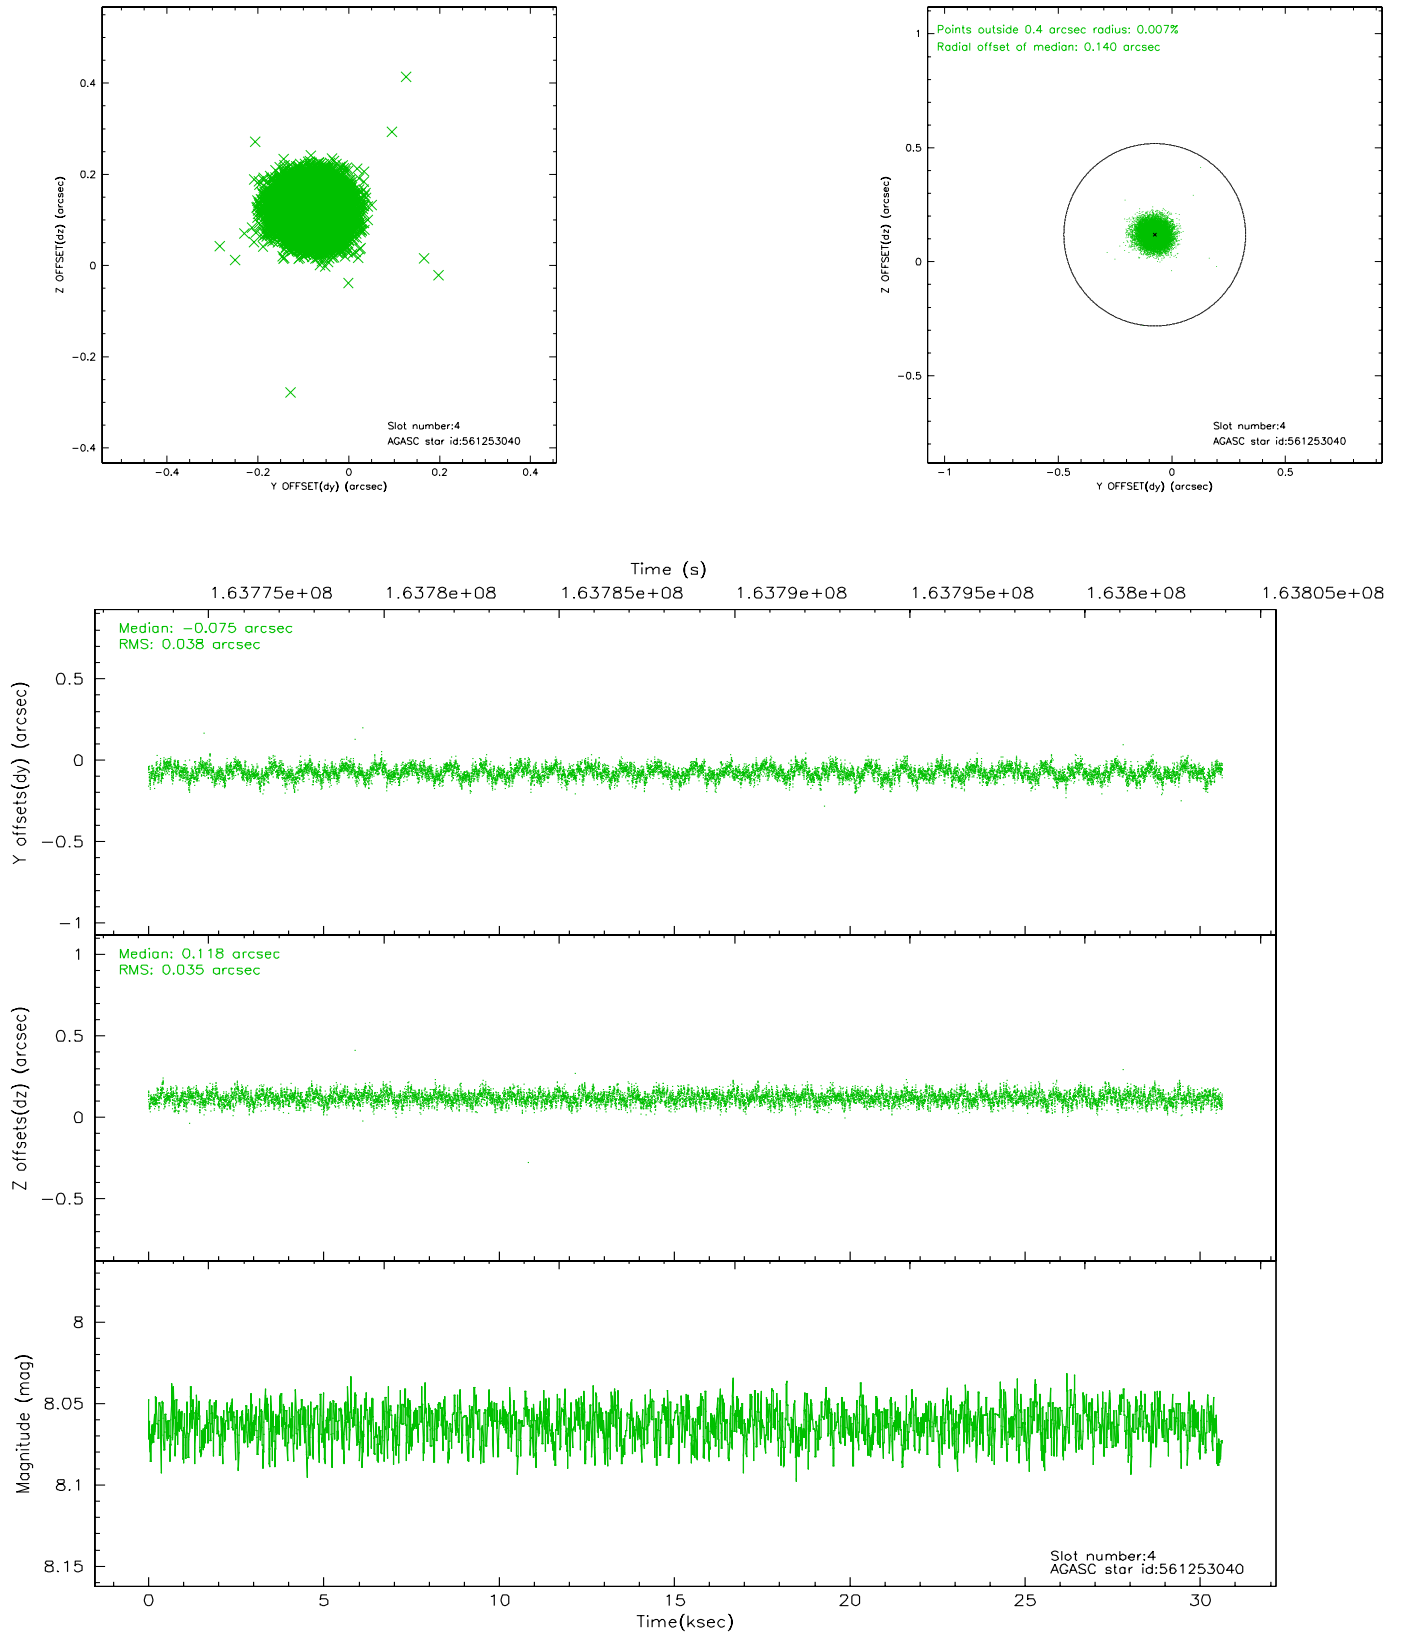 0.4
0.2
0
-0.2
-0.4
Z OFFSET(dz) (arcsec)
Slot number:4
AGASC star id:561253040
-0.4 -0.2 0 0.2 0.4
Y OFFSET(dy) (arcsec)
Points outside 0.4 arcsec radius: 0.007%
Radial offset of median: 0.140 arcsec
1
0.5
0
-0.5
Z OFFSET(dz) (arcsec)
Slot number:4
AGASC star id:561253040
-1 -0.5 0 0.5
Y OFFSET(dy) (arcsec)
Time (s)
1.63775e+08 1.6378e+08 1.63785e+08 1.6379e+08 1.63795e+08 1.638e+08 1.63805e+08
Median: -0.075 arcsec
RMS: 0.038 arcsec
0.5
0
-0.5
-1
Y offsets(dy) (arcsec)
Median: 0.118 arcsec
RMS: 0.035 arcsec
1
0.5
0
-0.5
Z offsets(dz) (arcsec)
8
8.05
8.1
8.15
Magnitude (mag)
Slot number:4
AGASC star id:561253040
0 5 10 15 20 25 30
Time(ksec)